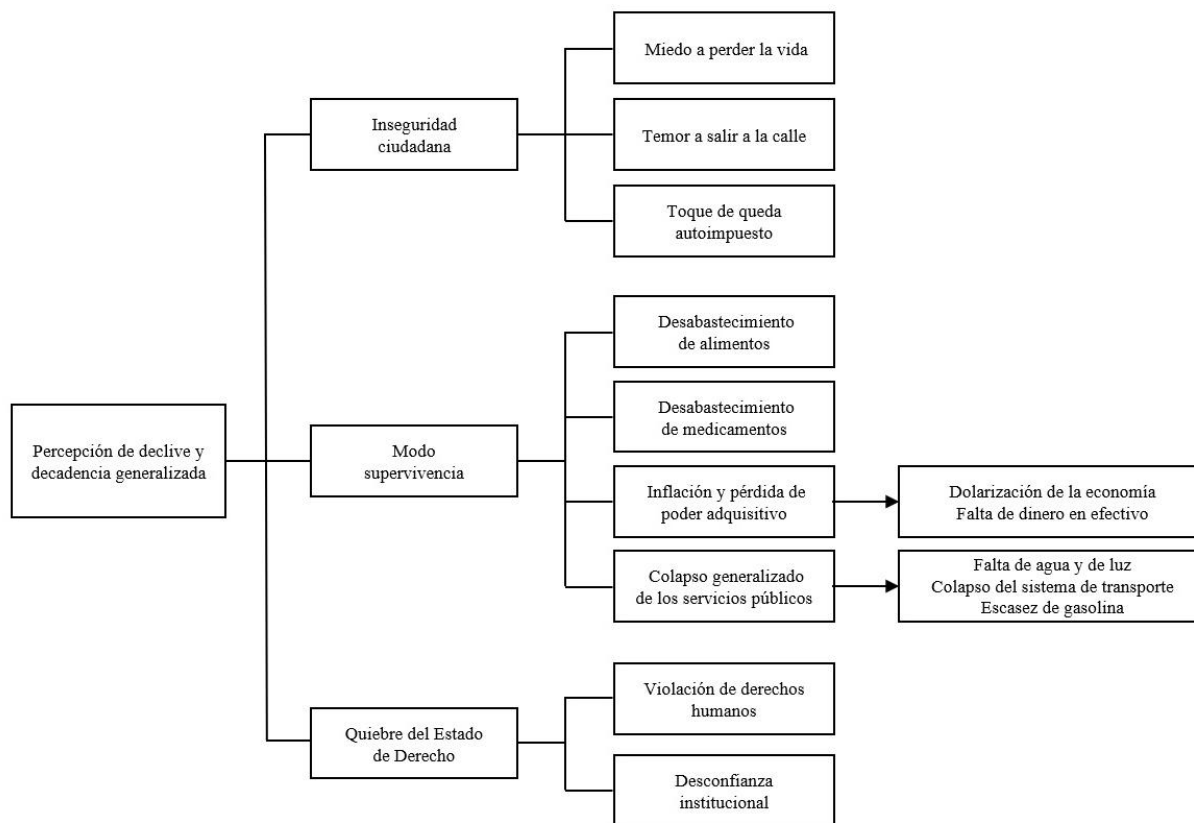 Miedo a perder la vida
Inseguridad
ciudadana
Temor a salir a la calle
Toque de queda
autoimpuesto
Desabastecimiento
de alimentos
Desabastecimiento
de medicamentos
Percepción de declive y
decadencia generalizada
Modo
supervivencia
Inflación y pérdida de
poder adquisitivo
Dolarización de la economía
Falta de dinero en efectivo
Colapso generalizado
de los servicios públicos
Falta de agua y de luz
Colapso del sistema de transporte
Escasez de gasolina
Violación de derechos
humanos
Quiebre del Estado
de Derecho
Desconfíanza
institucional